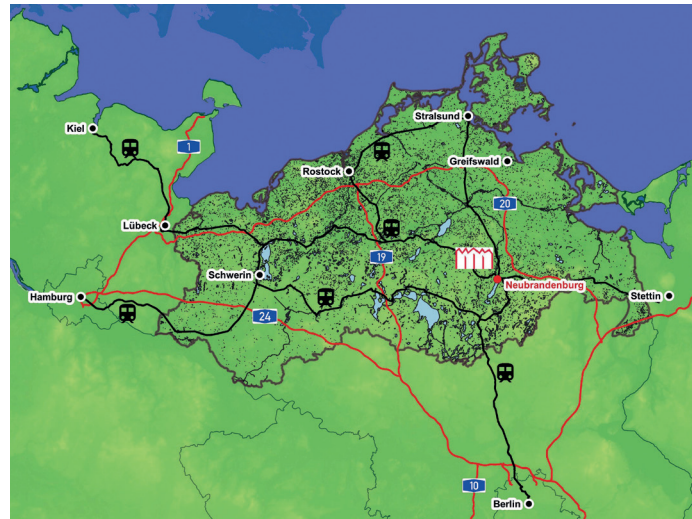 Stralsund
Kiel
1
Greifswald
Rostock
20
Lübeck
19
Schwerin
Neubrandenburg
Hamburg
Stettin
24
10
Berlin